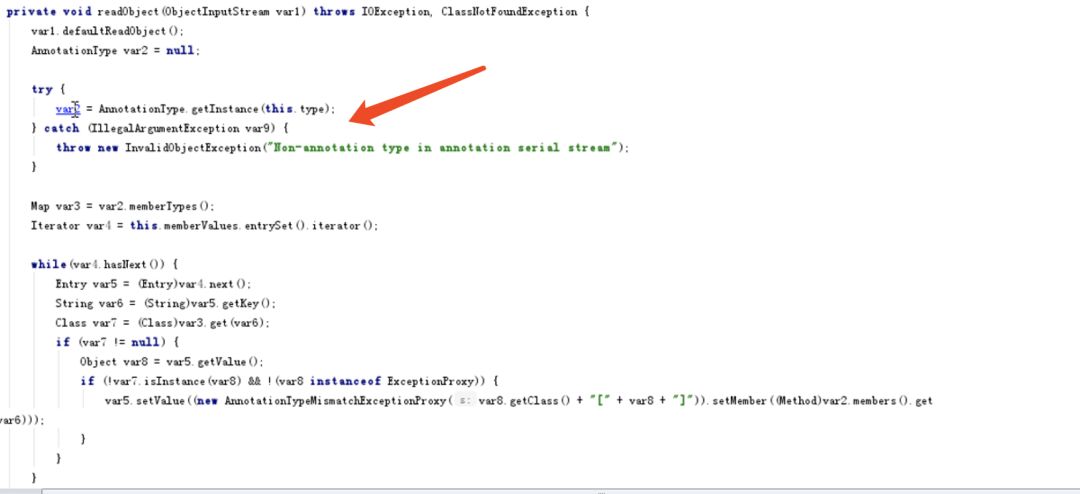 private void readObject(ObjectInputStream var1) throws IOException, ClassNotFoundException {
var1.defaultReadObject();
AnnotationType var2 = null;
try {
var2 = AnnotationType.getInstance(this.type);
} catch (IllegalArgumentException var9) {
throw new InvalidObjectException("Non-annotation type in annotation serial stream");
}
Map var3 = var2.memberTypes();
Iterator var4 = this.memberValues.entrySet().iterator();
while(var4.hasNext()) {
Entry var5 = (Entry)var4.next();
String var6 = (String)var5.getKey();
Class var7 = (Class)var3.get(var6);
if (var7 != null) {
Object var8 = var5.getValue();
if (!var7.isInstance(var8) && !(var8 instanceof ExceptionProxy)) {
var5.setValue((new AnnotationTypeMismatchExceptionProxy( s: var8.getClass() + "[" + var8 + "]")).setMember((Method)var2.members().get
var6)));
}
}
}